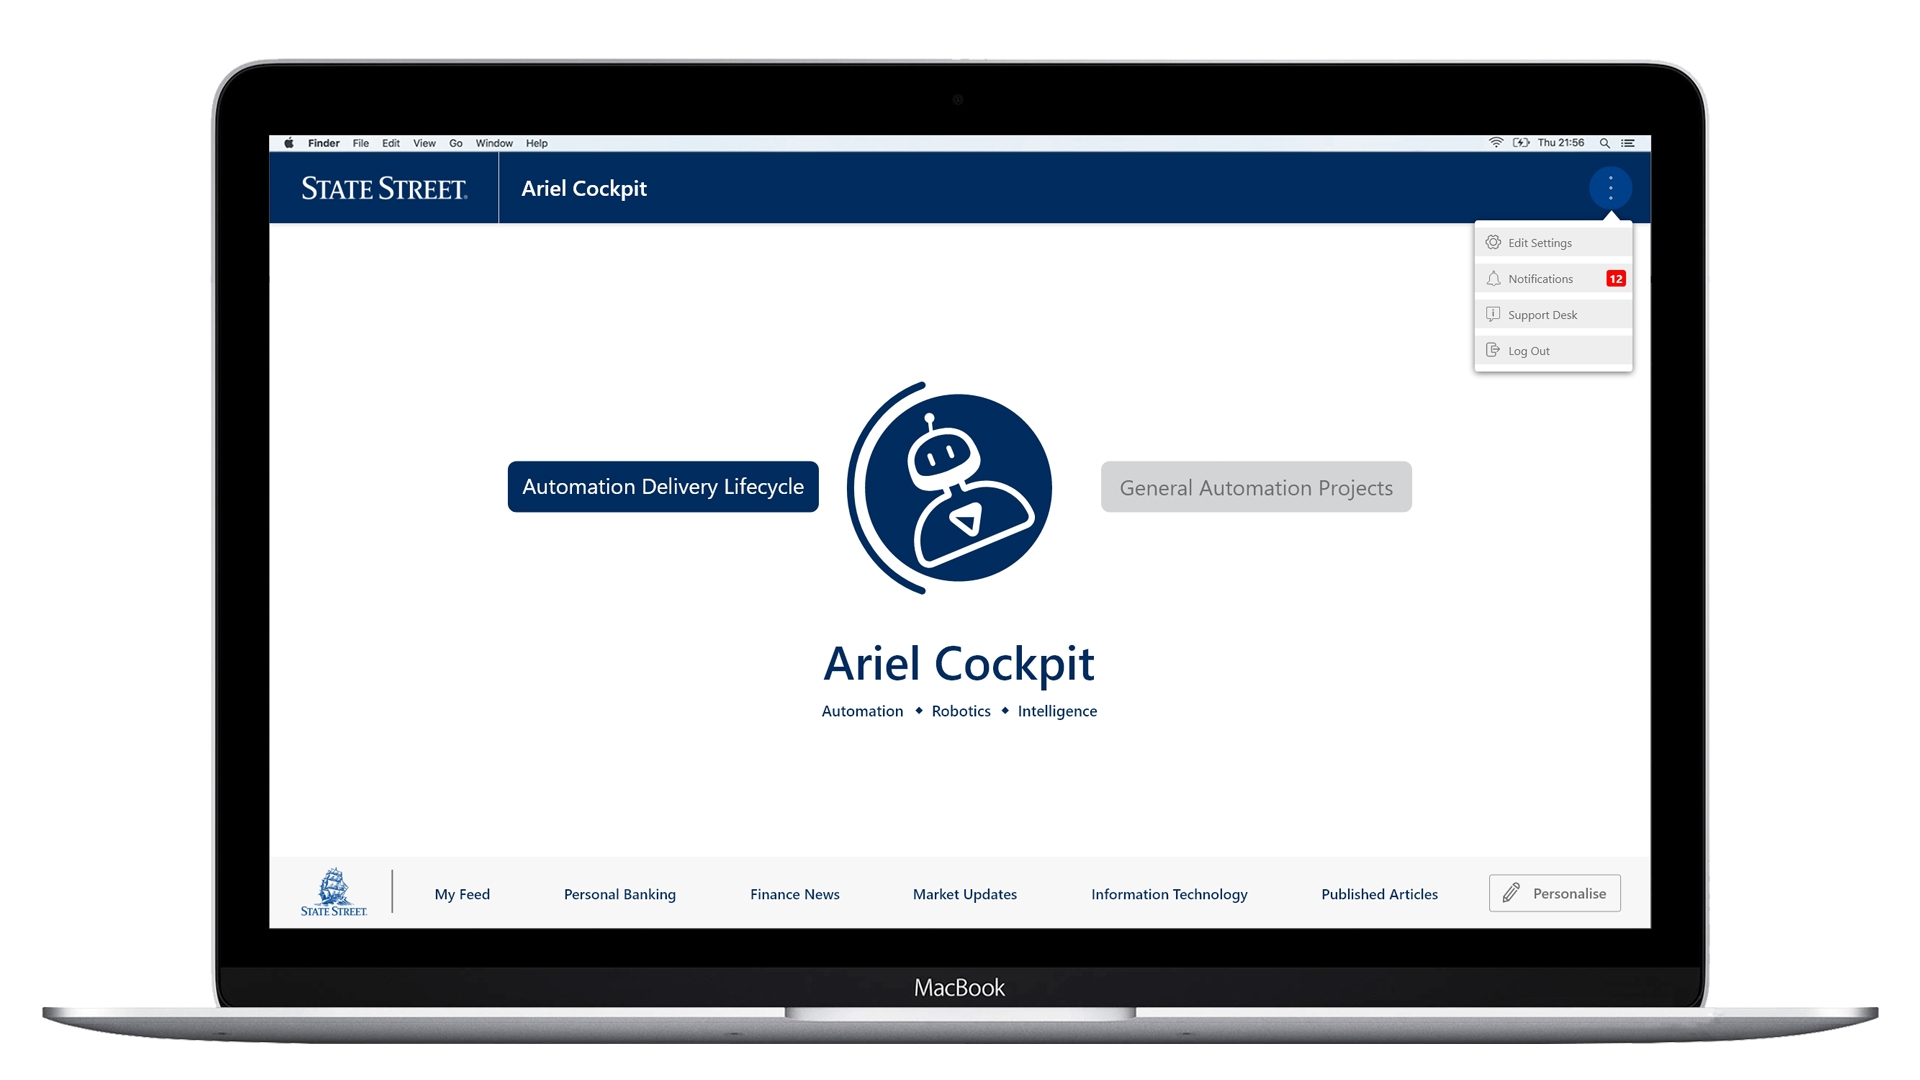 Finder File Edit View Go Window Help
Thu 21:56
STATE STREET.
Ariel Cockpit
Edit Settings
Notifications 12
Support Desk
Log Out
Automation Delivery Lifecycle
General Automation Projects
Ariel Cockpit
Automation ◆ Robotics ◆ Intelligence
STATE STREET.
My Feed
Personal Banking
Finance News
Market Updates
Information Technology
Published Articles
Personalise
MacBook